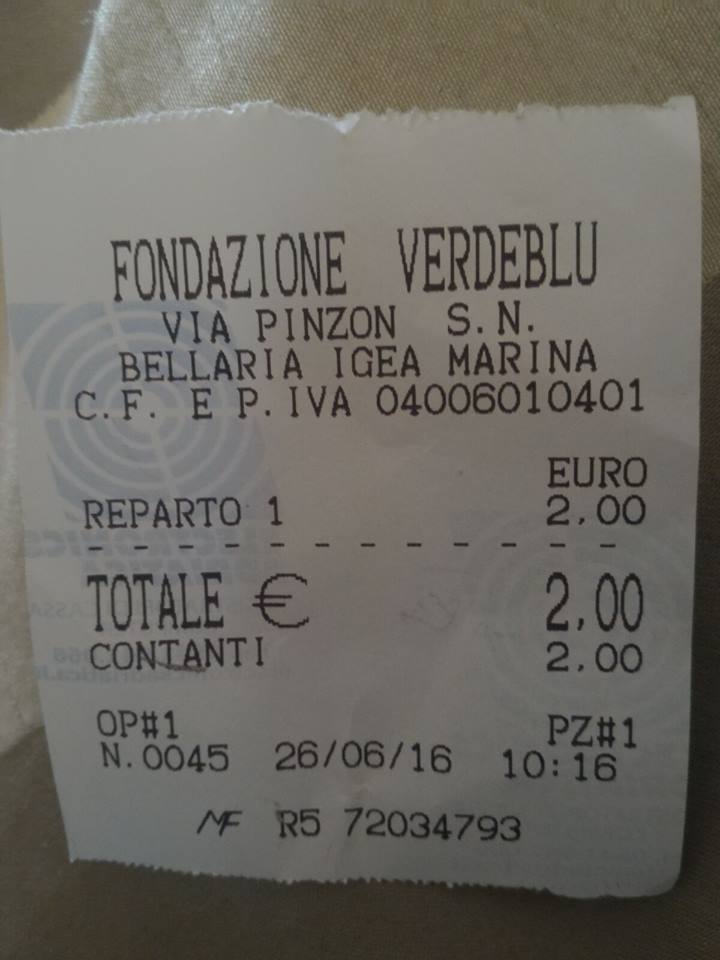 FONDAZIONE VERDEBLU
VIA PINZON S.N.
BELLARIA IGEA MARINA
C.F. E P.IVA 04006010401
EURO
REPARTO 1 2,00
- - - - - - - - - - - - - -
TOTALE € 2,00
CONTANTI 2.00
OP#1 PZ#1
N.0045 26/06/16 10:16
MF R5 72034793